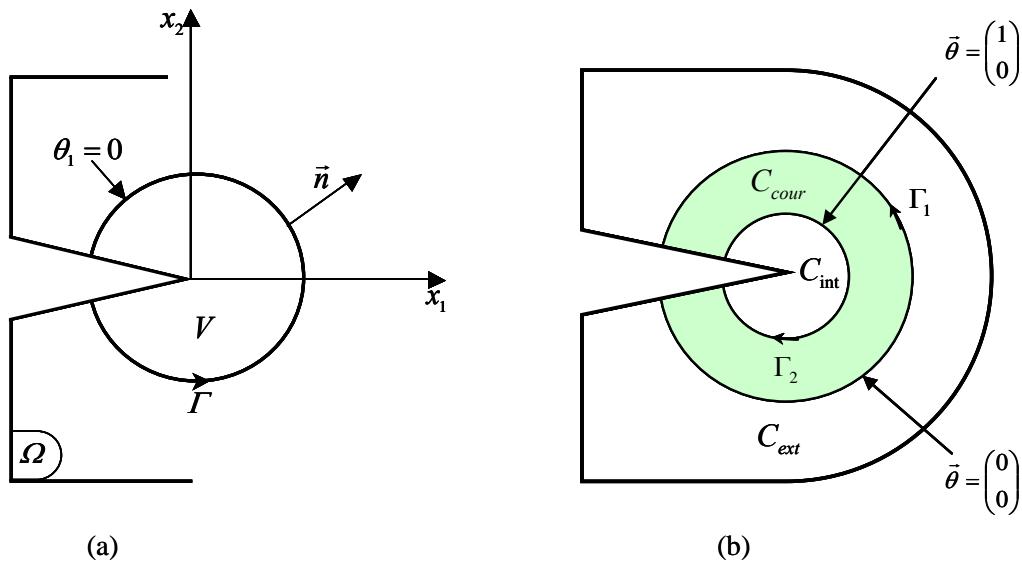 x₂
θ₁ = 0
n⃗
x₁
V
Γ
Ω
(a)
θ⃗ = (1 0)
C_cour
Γ₁
C_int
Γ₂
C_ext
θ⃗ = (0 0)
(b)